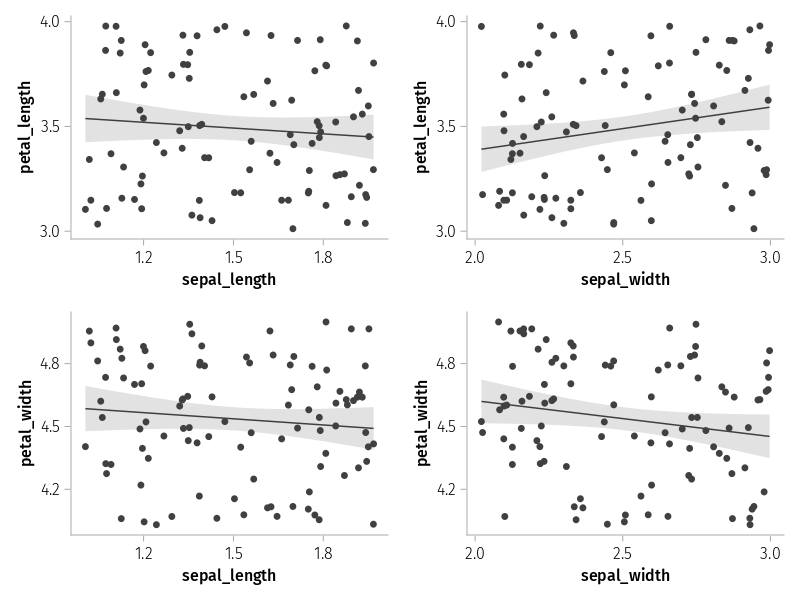 4.0
3.5
3.0
petal_length
1.2 1.5 1.8
sepal_length
4.0
3.5
3.0
petal_length
2.0 2.5 3.0
sepal_width
4.8
4.5
4.2
petal_width
1.2 1.5 1.8
sepal_length
4.8
4.5
4.2
petal_width
2.0 2.5 3.0
sepal_width